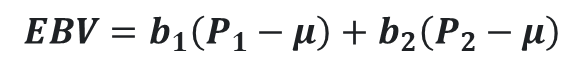 EBV = b₁(P₁ − μ) + b₂(P₂ − μ)